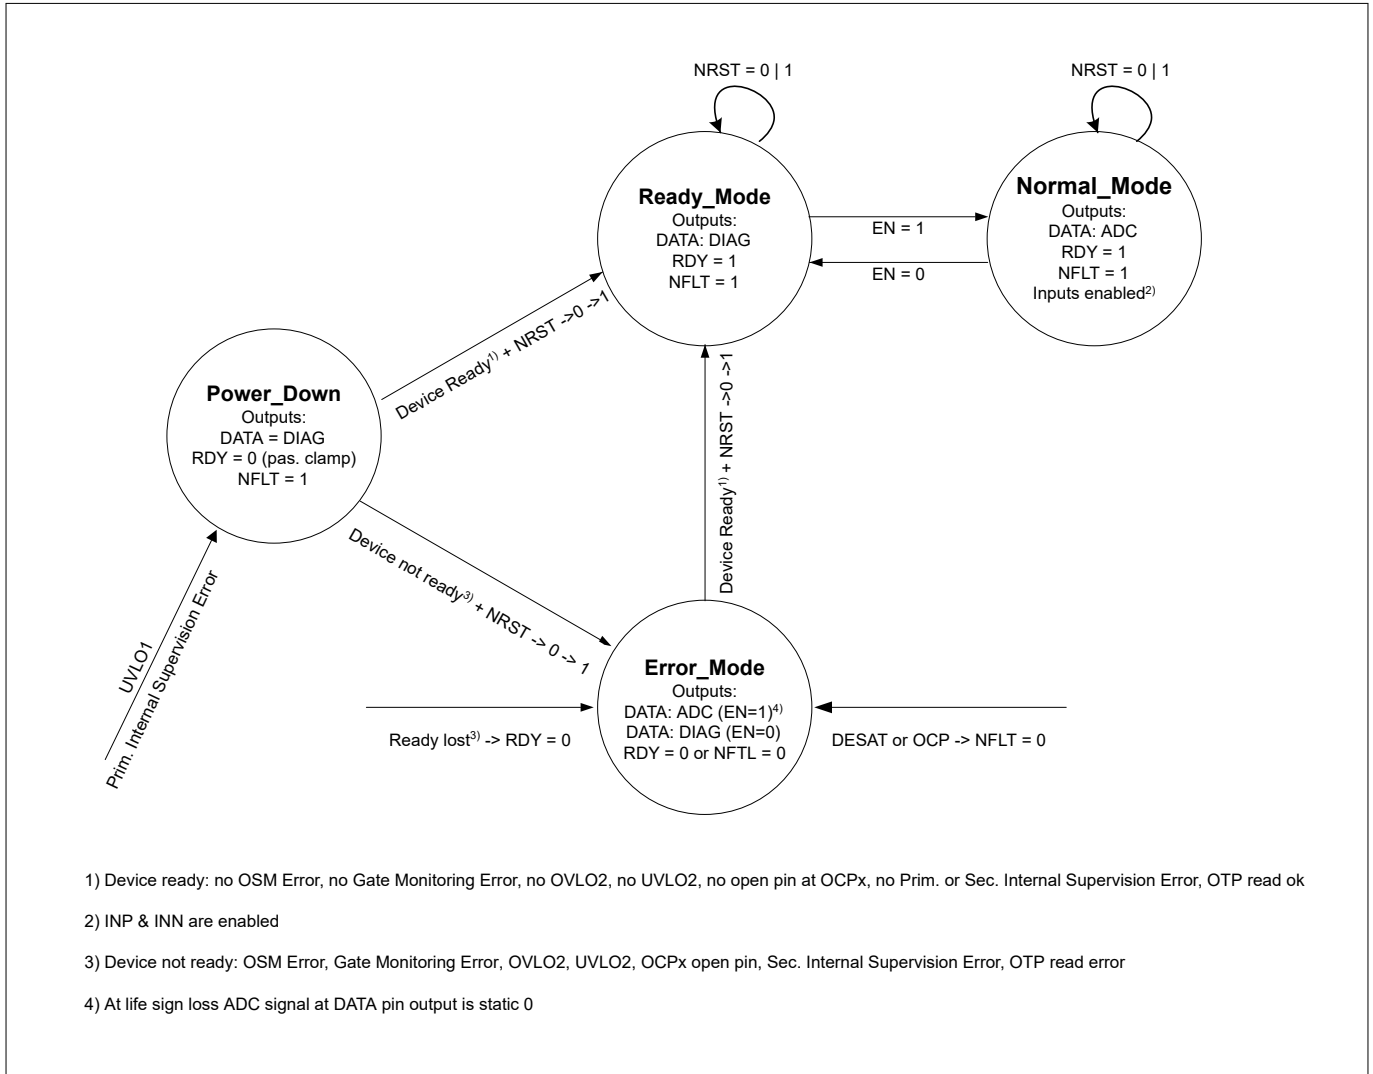 NRST = 0 | 1
NRST = 0 | 1
Ready_Mode
Outputs:
DATA: DIAG
RDY = 1
NFLT = 1
EN = 1
EN = 0
Normal_Mode
Outputs:
DATA: ADC
RDY = 1
NFLT = 1
Inputs enabled2)
Device Ready1) + NRST ->0 ->1
Power_Down
Outputs:
DATA = DIAG
RDY = 0 (pas. clamp)
NFLT = 1
Device Ready1) + NRST ->0 ->1
Device not ready3) + NRST -> 0 -> 1
UVLO1
Prim. Internal Supervision Error
Error_Mode
Outputs:
DATA: ADC (EN=1)4)
DATA: DIAG (EN=0)
RDY = 0 or NFTL = 0
Ready lost3) -> RDY = 0
DESAT or OCP -> NFLT = 0
1) Device ready: no OSM Error, no Gate Monitoring Error, no OVLO2, no UVLO2, no open pin at OCPx, no Prim. or Sec. Internal Supervision Error, OTP read ok
2) INP & INN are enabled
3) Device not ready: OSM Error, Gate Monitoring Error, OVLO2, UVLO2, OCPx open pin, Sec. Internal Supervision Error, OTP read error
4) At life sign loss ADC signal at DATA pin output is static 0